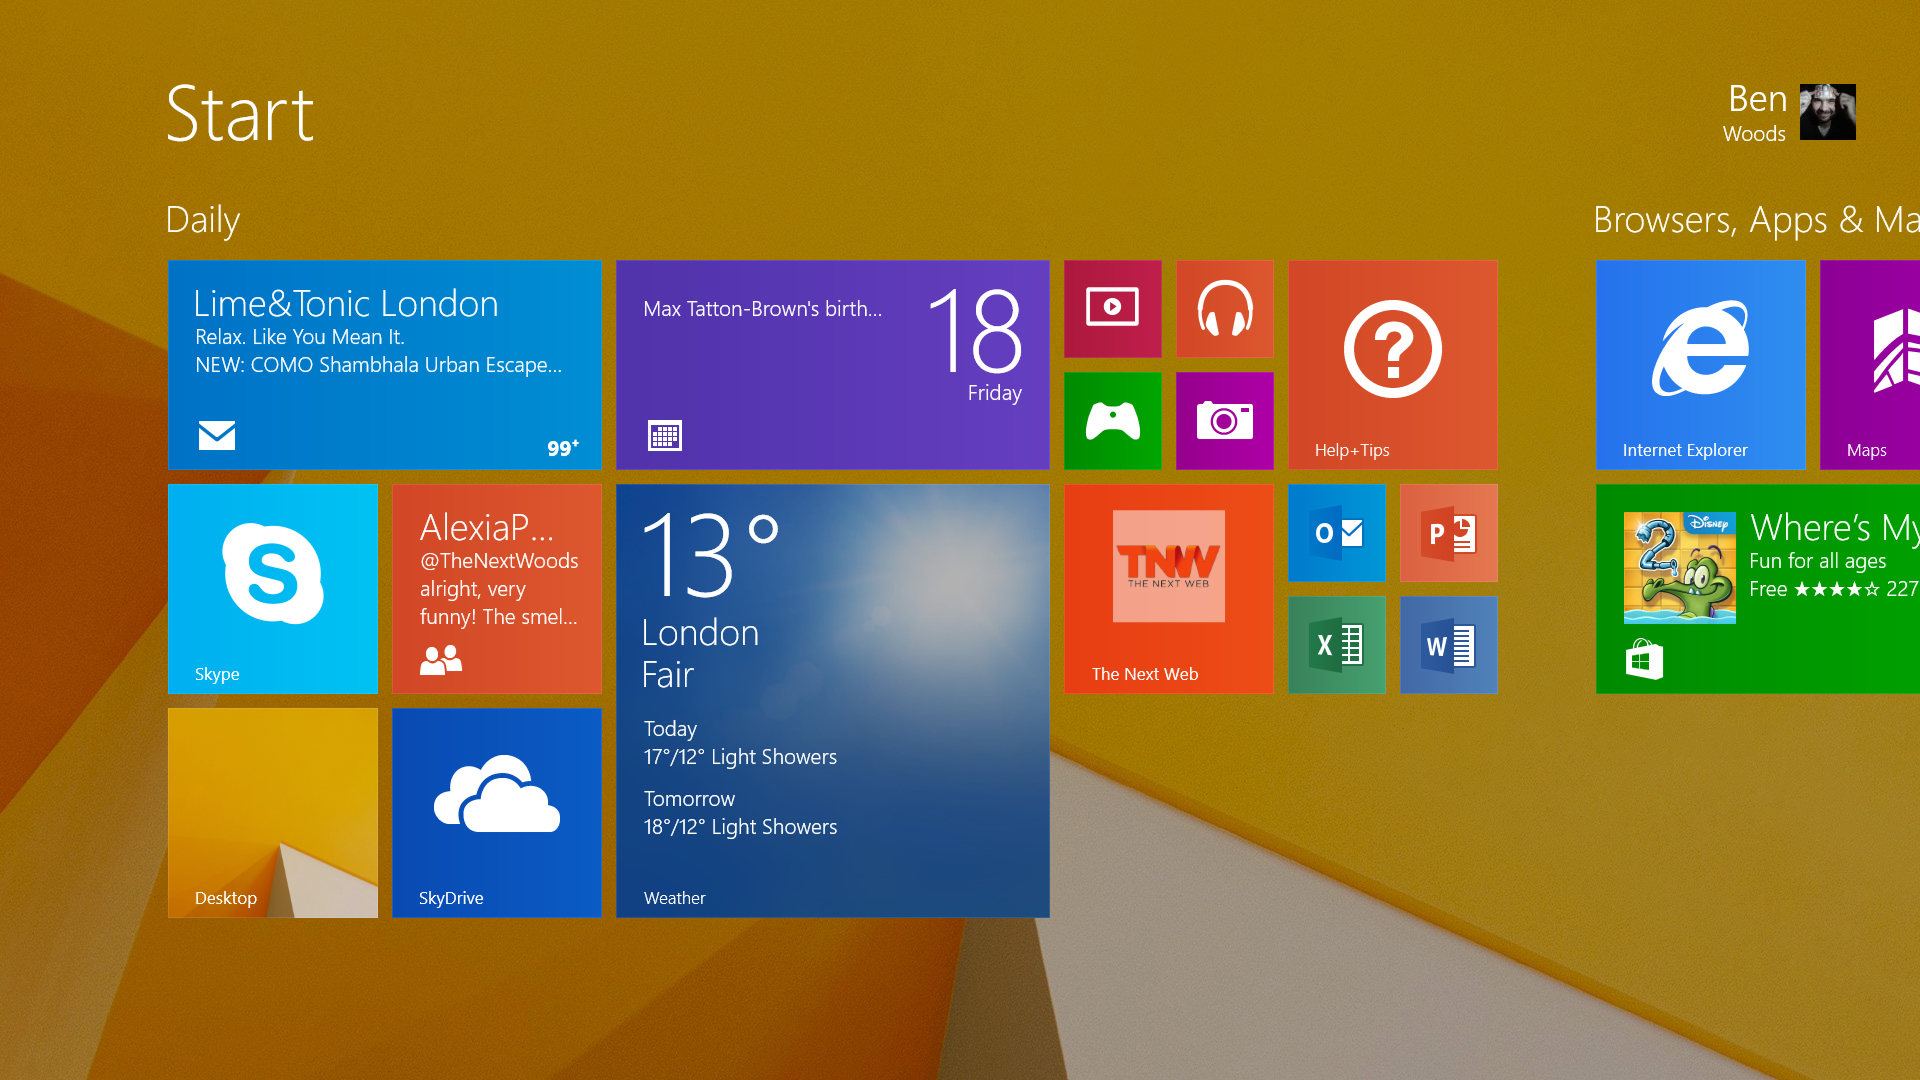 Start
Ben
Woods
Daily
Browsers, Apps & Ma
Lime&Tonic London
Relax. Like You Mean It.
NEW: COMO Shambhala Urban Escape...
99+
Max Tatton-Brown's birth...
18
Friday
Help+Tips
Internet Explorer
Maps
S
Skype
AlexiaP...
@TheNextWoods
alright, very
funny! The smel...
13°
London
Fair
Today
17°/12° Light Showers
Tomorrow
18°/12° Light Showers
Weather
TNW
THE NEXT WEB
The Next Web
O
P
X
W
2
Disney
Where's My
Fun for all ages
Free ★★★★☆ 227
Desktop
SkyDrive